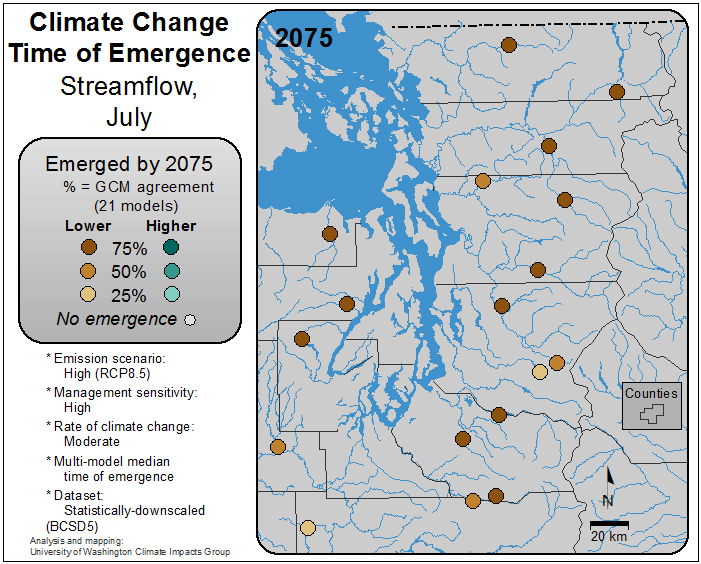 Climate Change
Time of Emergence
Streamflow,
July
Emerged by 2075
% = GCM agreement
(21 models)
Lower Higher
75%
50%
25%
No emergence
* Emission scenario:
High (RCP8.5)
* Management sensitivity:
High
* Rate of climate change:
Moderate
* Multi-model median
time of emergence
* Dataset:
Statistically-downscaled
(BCSD5)
Analysis and mapping:
University of Washington Climate Impacts Group
2075
Counties
N
20 km